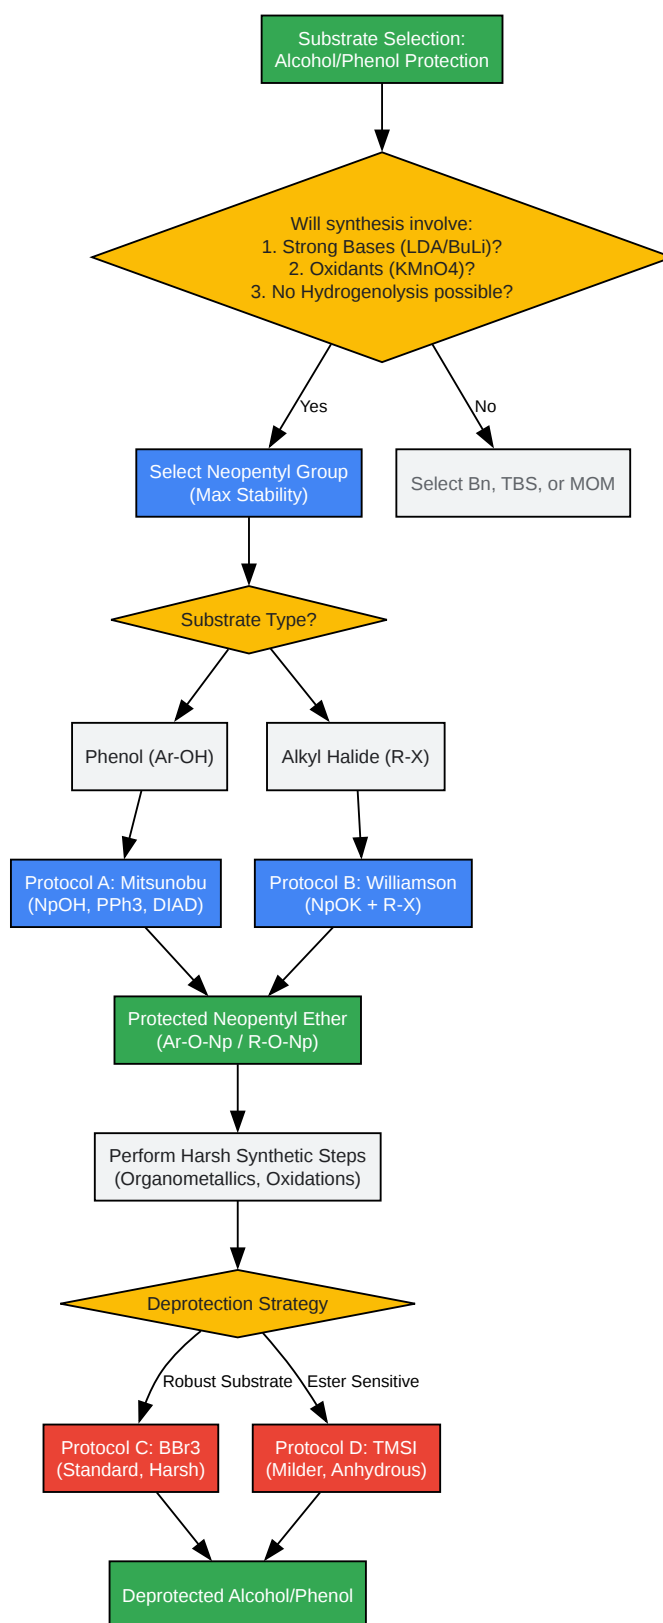 Substrate Selection:
Alcohol/Phenol Protection
Will synthesis involve:
1. Strong Bases (LDA/BuLi)?
2. Oxidants (KMnO4)?
3. No Hydrogenolysis possible?
Yes
No
Select Neopentyl Group
(Max Stability)
Select Bn, TBS, or MOM
Substrate Type?
Phenol (Ar-OH)
Alkyl Halide (R-X)
Protocol A: Mitsunobu
(NpOH, PPh3, DIAD)
Protocol B: Williamson
(NpOK + R-X)
Protected Neopentyl Ether
(Ar-O-Np / R-O-Np)
Perform Harsh Synthetic Steps
(Organometallics, Oxidations)
Deprotection Strategy
Robust Substrate
Ester Sensitive
Protocol C: BBr3
(Standard, Harsh)
Protocol D: TMSI
(Milder, Anhydrous)
Deprotected Alcohol/Phenol